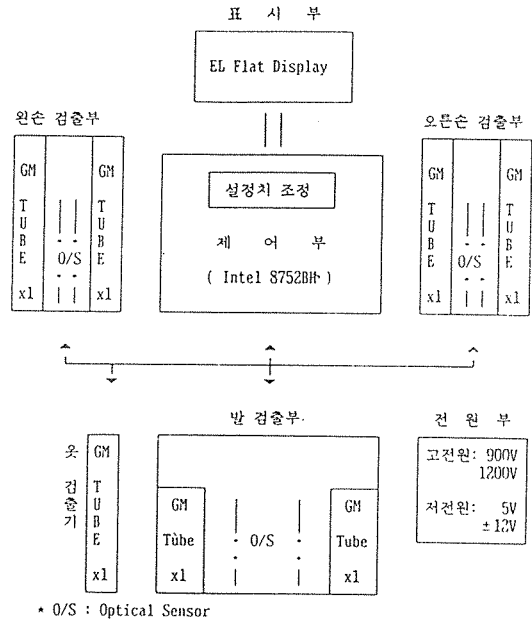 표 시 부
EL Flat Display
왼손 검출부
오른손 검출부
GM
TUBE
x1
O/S
GM
TUBE
x1
설정치 조정
제 어 부
( Intel 8752BH )
GM
TUBE
x1
O/S
GM
TUBE
x1
발 검출부
전 원 부
옷 검출기
GM
TUBE
x1
GM
Tube
x1
O/S
GM
Tube
x1
고전원: 900V
1200V
저전원: 5V
±12V
* O/S : Optical Sensor